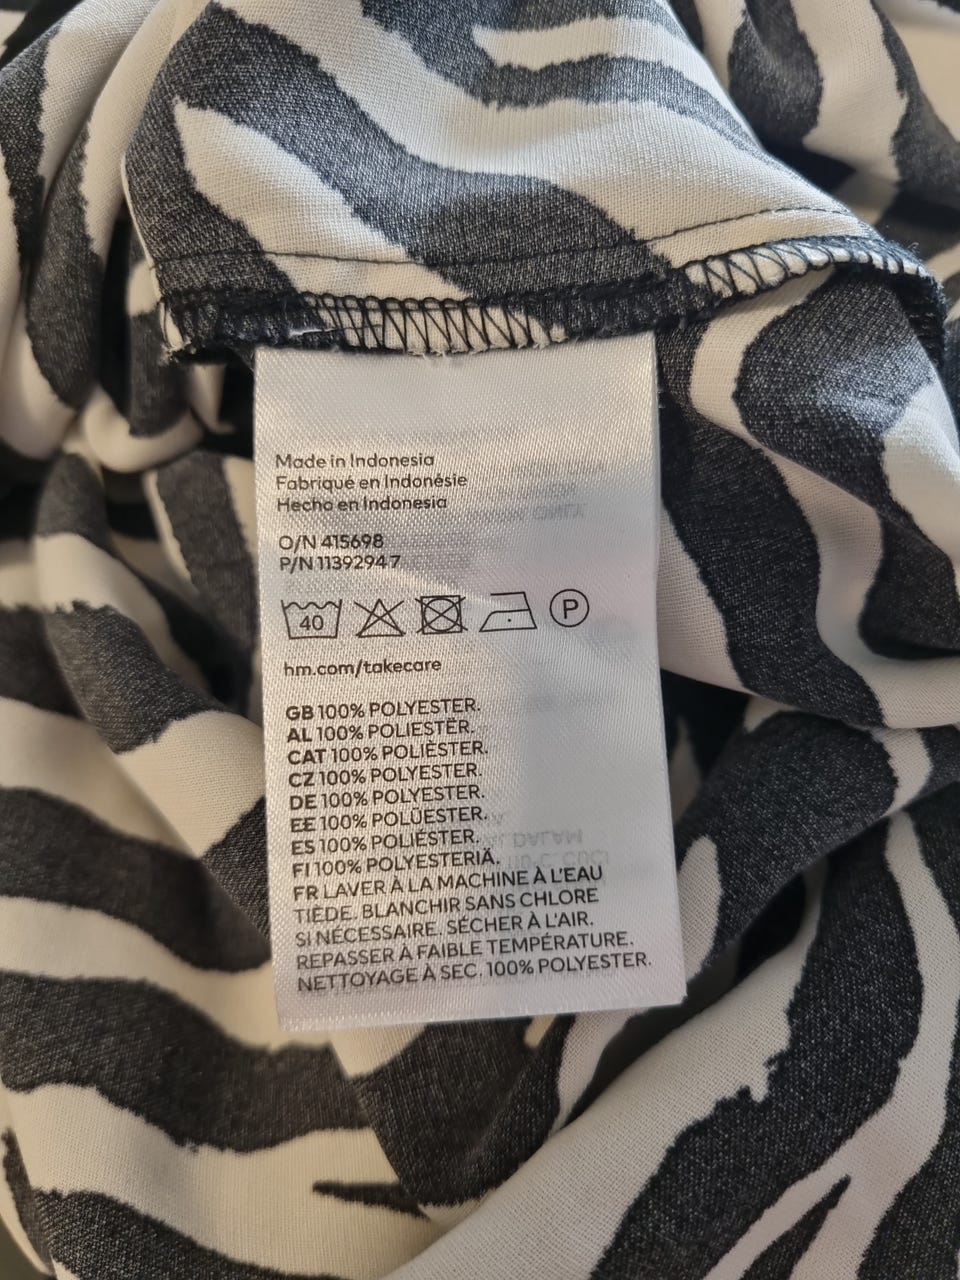 Made in Indonesia
Fabriqué en Indonésie
Hecho en Indonesia
O/N 415698
P/N 11392947
40 P
hm.com/takecare
GB 100% POLYESTER.
AL 100% POLIESTËR.
CAT 100% POLIÈSTER.
CZ 100% POLYESTER.
DE 100% POLYESTER.
EE 100% POLÜESTER.
ES 100% POLIÉSTER.
FI 100% POLYESTERIÄ.
FR LAVER À LA MACHINE À L'EAU
TIÈDE. BLANCHIR SANS CHLORE
SI NÉCESSAIRE. SÉCHER À L'AIR.
REPASSER À FAIBLE TEMPÉRATURE.
NETTOYAGE À SEC. 100% POLYESTER.